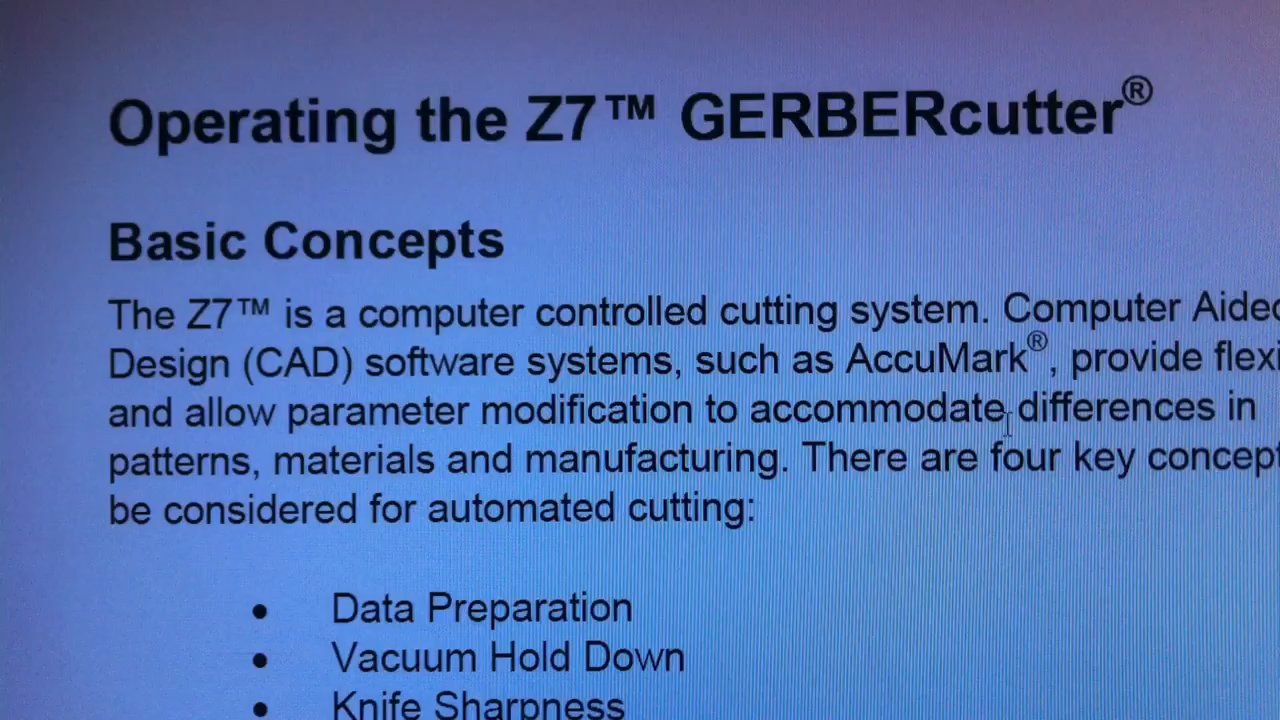 Operating the Z7™ GERBERcutter®
Basic Concepts
The Z7™ is a computer controlled cutting system. Computer Aided
Design (CAD) software systems, such as AccuMark®, provide flexi
and allow parameter modification to accommodate differences in
patterns, materials and manufacturing. There are four key concept
be considered for automated cutting:
• Data Preparation
• Vacuum Hold Down
• Knife Sharpness